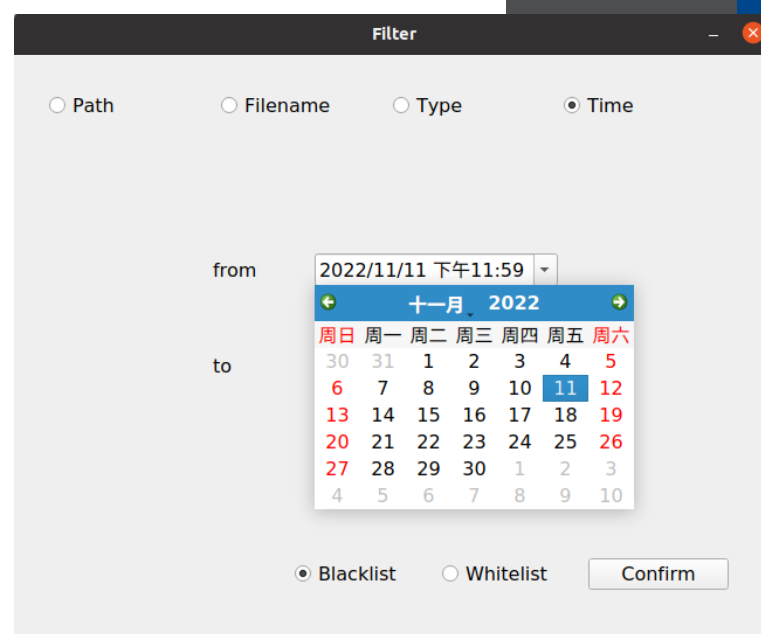 Filter
Path Filename Type Time
from 2022/11/11 下午11:59
十一月 2022
周日 周一 周二 周三 周四 周五 周六
30 31 1 2 3 4 5
to
6 7 8 9 10 11 12
13 14 15 16 17 18 19
20 21 22 23 24 25 26
27 28 29 30 1 2 3
4 5 6 7 8 9 10
Blacklist Whitelist Confirm